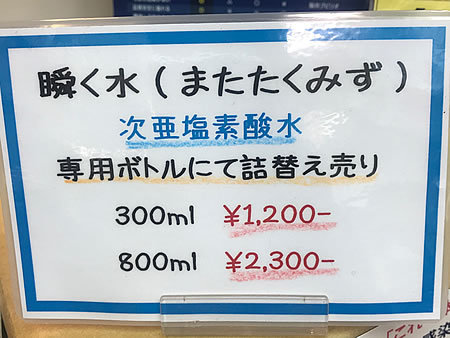 瞬く水(またたくみず)
次亜塩素酸水
専用ボトルにて詰替え売り
300ml ¥1,200-
800ml ¥2,300-